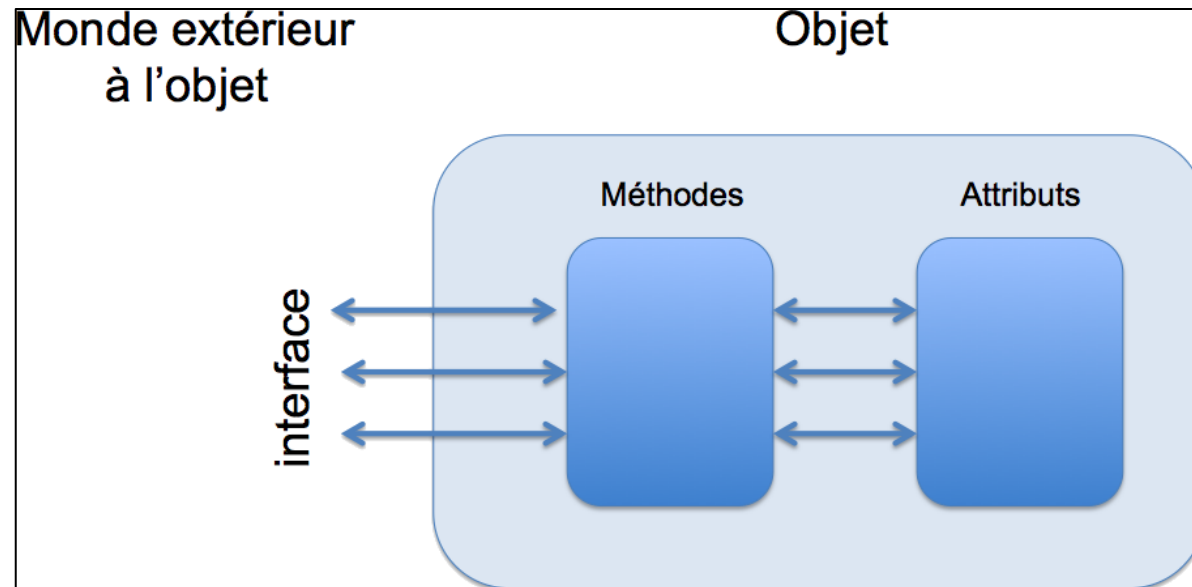 Monde extérieur
à l’objet
Objet
Méthodes
Attributs
interface